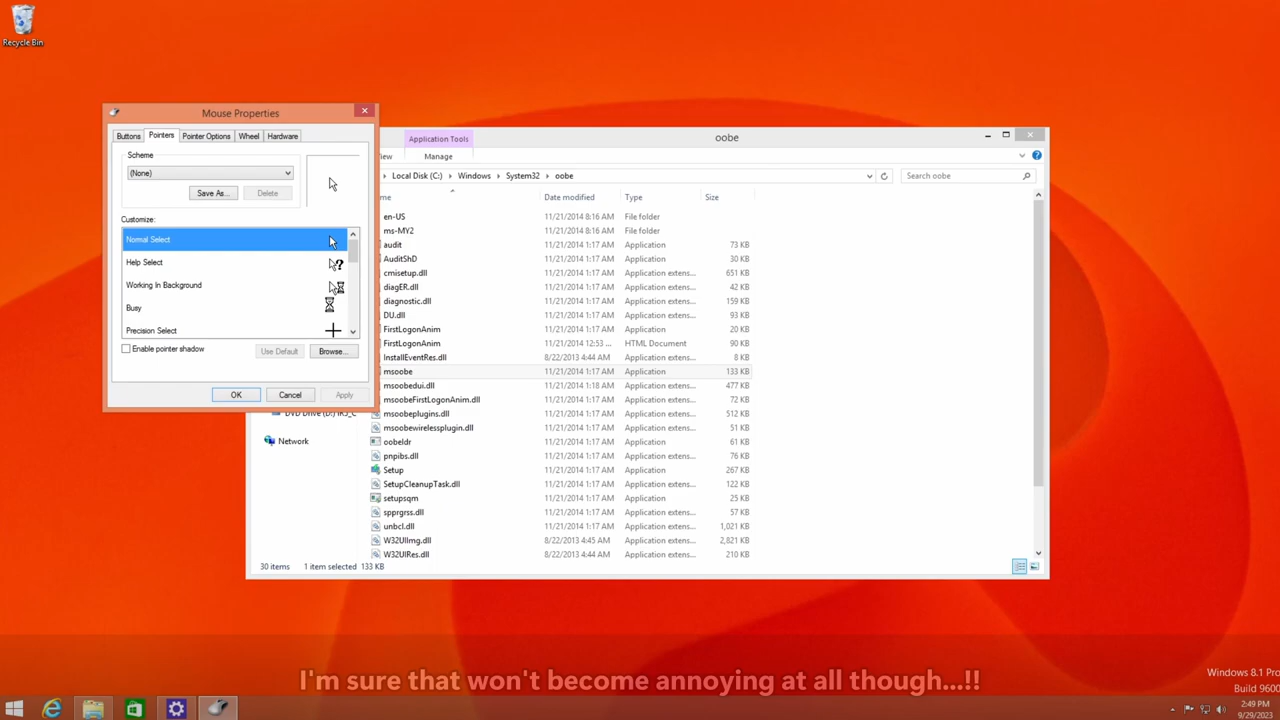 Recycle Bin
Mouse Properties
Buttons Pointers Pointer Options Wheel Hardware
Scheme
(None)
Save As... Delete
Customize:
Normal Select
Help Select
Working In Background
Busy
Precision Select
Enable pointer shadow
Use Default Browse...
OK Cancel Apply
Application Tools oobe
iew Manage
Local Disk (C:) Windows System32 oobe Search oobe
me Date modified Type Size
en-US 11/21/2014 8:16 AM File folder
ms-MY2 11/21/2014 8:16 AM File folder
audit 11/21/2014 1:17 AM Application 73 KB
AuditShD 11/21/2014 1:17 AM Application 30 KB
cmisetup.dll 11/21/2014 1:17 AM Application extens... 651 KB
diagER.dll 11/21/2014 1:17 AM Application extens... 42 KB
diagnostic.dll 11/21/2014 1:17 AM Application extens... 159 KB
DU.dll 11/21/2014 1:17 AM Application extens... 93 KB
FirstLogonAnim 11/21/2014 1:17 AM Application 20 KB
FirstLogonAnim 11/21/2014 12:53 ... HTML Document 90 KB
InstallEventRes.dll 8/22/2013 4:44 AM Application extens... 8 KB
msoobe 11/21/2014 1:17 AM Application 133 KB
msoobedui.dll 11/21/2014 1:18 AM Application extens... 477 KB
msoobeFirstLogonAnim.dll 11/21/2014 1:17 AM Application extens... 72 KB
msoobeplugins.dll 11/21/2014 1:17 AM Application extens... 512 KB
msoobewirelessplugin.dll 11/21/2014 1:17 AM Application extens... 51 KB
oobeldr 11/21/2014 1:17 AM Application 61 KB
pnpibs.dll 11/21/2014 1:17 AM Application extens... 76 KB
Setup 11/21/2014 1:17 AM Application 267 KB
SetupCleanupTask.dll 11/21/2014 1:17 AM Application extens... 122 KB
setupsqm 11/21/2014 1:17 AM Application 25 KB
spprgrss.dll 11/21/2014 1:17 AM Application extens... 57 KB
unbcl.dll 11/21/2014 1:17 AM Application extens... 1,021 KB
W32UIImg.dll 8/22/2013 4:45 AM Application extens... 2,821 KB
W32UIRes.dll 8/22/2013 4:44 AM Application extens... 210 KB
Network
30 items 1 item selected 133 KB
I'm sure that won't become annoying at all though...!!
Windows 8.1 Pro
Build 9600
2:49 PM
9/29/2023